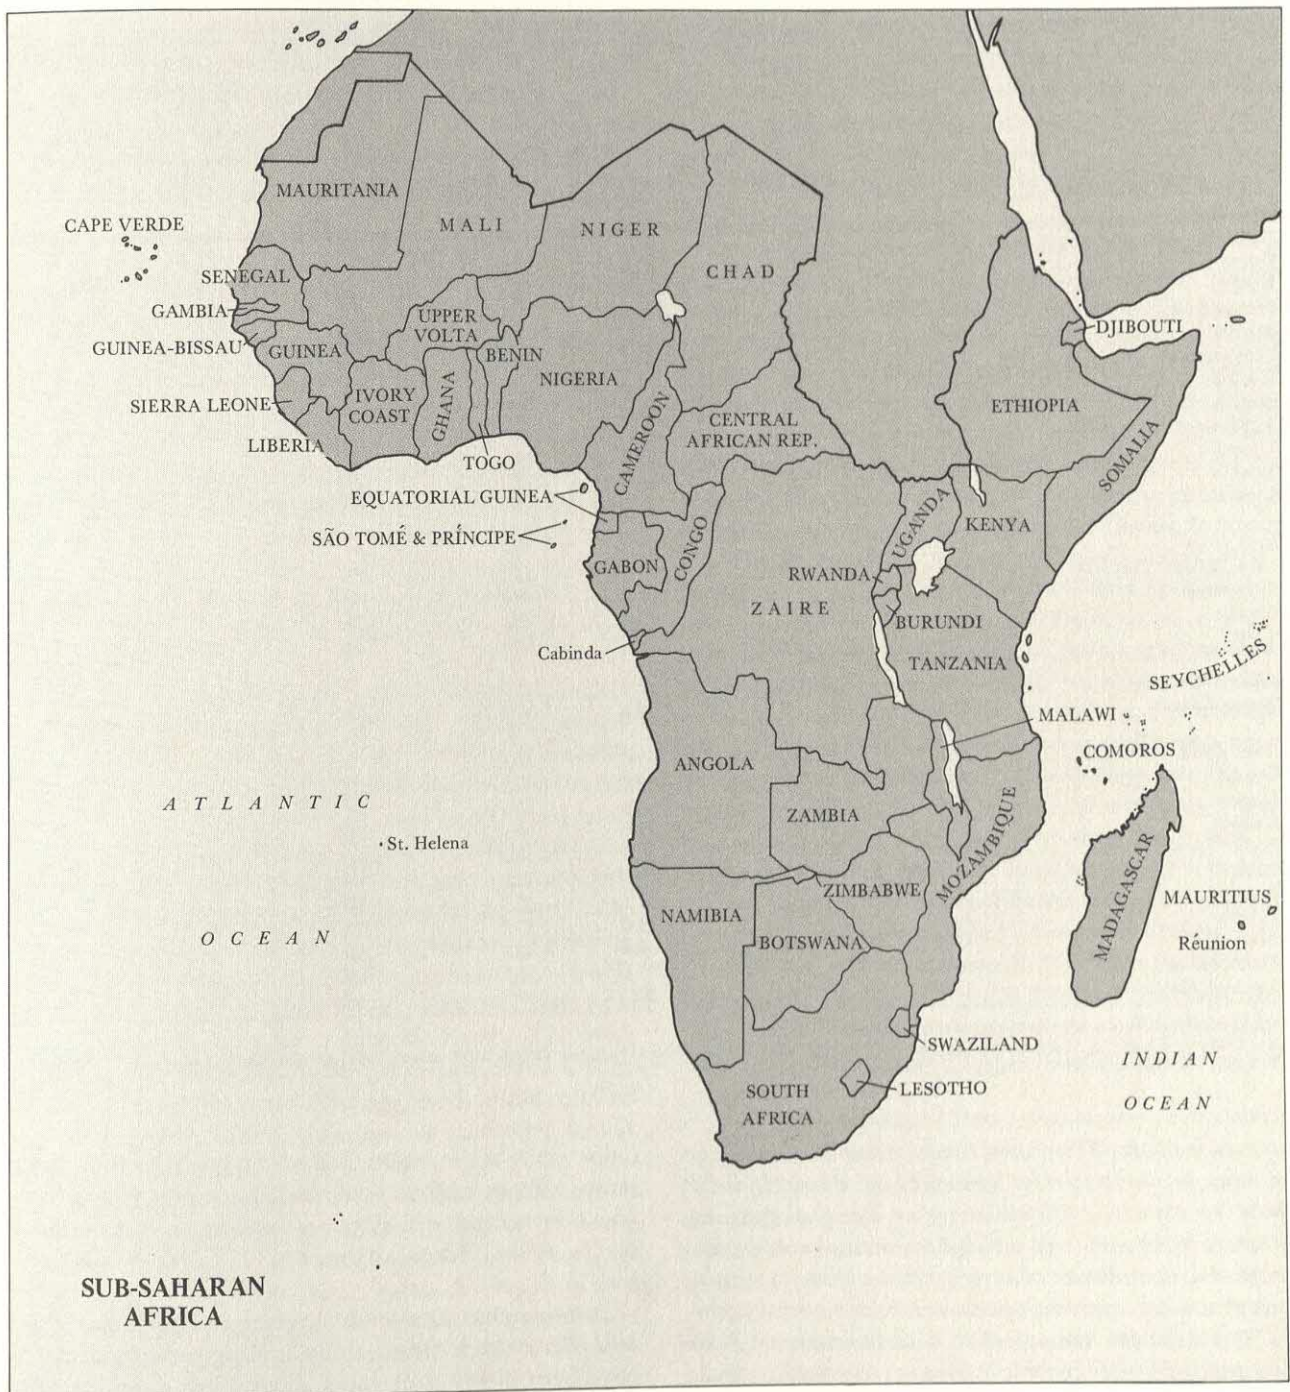 MAURITANIA
MALI
NIGER
CHAD
CAPE VERDE
SENEGAL
GAMBIA
GUINEA-BISSAU
GUINEA
UPPER
VOLTA
BENIN
NIGERIA
DJIBOUTI
SIERRA LEONE
IVORY
COAST
GHANA
LIBERIA
TOGO
CAMEROON
CENTRAL
AFRICAN REP.
ETHIOPIA
SOMALIA
EQUATORIAL GUINEA
SÃO TOMÉ & PRÍNCIPE
GABON
CONGO
UGANDA
KENYA
RWANDA
ZAIRE
BURUNDI
Cabinda
TANZANIA
SEYCHELLES
MALAWI
COMOROS
ANGOLA
ZAMBIA
MOZAMBIQUE
ATLANTIC
St. Helena
OCEAN
NAMIBIA
ZIMBABWE
BOTSWANA
MADAGASCAR
MAURITIUS
Réunion
SWAZILAND
LESOTHO
SOUTH
AFRICA
INDIAN
OCEAN
SUB-SAHARAN
AFRICA